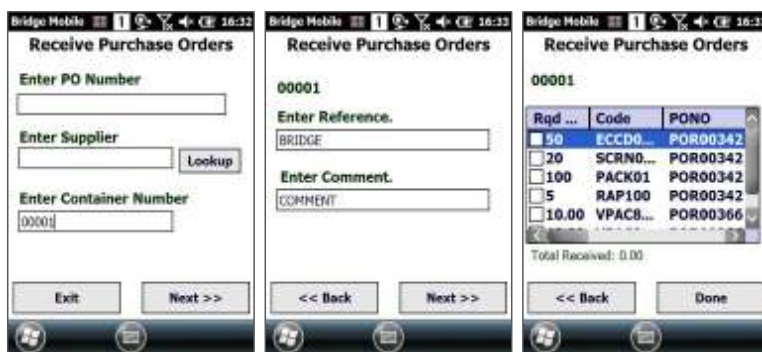 Bridge Mobile 1 16:32
Receive Purchase Orders
Enter PO Number
Enter Supplier
Lookup
Enter Container Number
00001
Exit Next >>
Bridge Mobile 1 16:33
Receive Purchase Orders
00001
Enter Reference.
BRIDGE
Enter Comment.
COMMENT
<< Back Next >>
Bridge Mobile 1
Receive Purchase Orders
00001
Rqd ... Code PONO
50 ECCD0... POR00342
20 SCRN0... POR00342
100 PACK01 POR00342
5 RAP100 POR00342
10.00 VPAC8... POR00366
Total Received: 0.00
<< Back Done